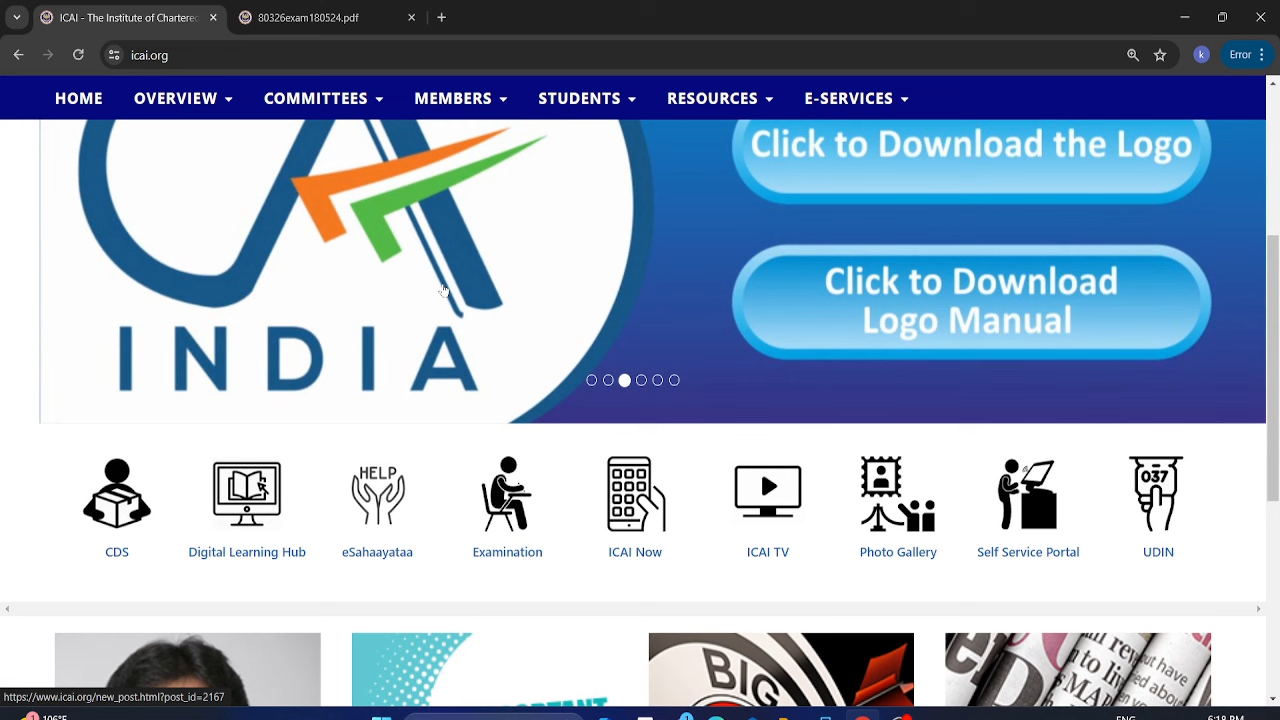 ICAI - The Institute of Chartere
80326exam180524.pdf
icai.org
k
Error
HOME
OVERVIEW
COMMITTEES
MEMBERS
STUDENTS
RESOURCES
E-SERVICES
CA
INDIA
Click to Download the Logo
Click to Download
Logo Manual
HELP
037
CDS
Digital Learning Hub
eSahaayataa
Examination
ICAI Now
ICAI TV
Photo Gallery
Self Service Portal
UDIN
BIG
https://www.icai.org/new_post.html?post_id=2167
106°F
ENG
6:18 PM